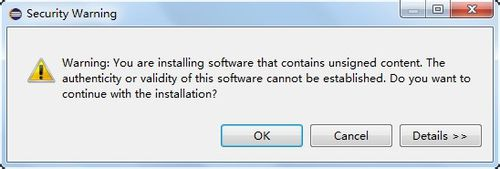 Security Warning
Warning: You are installing software that contains unsigned content. The
authenticity or validity of this software cannot be established. Do you want to
continue with the installation?
OK
Cancel
Details >>